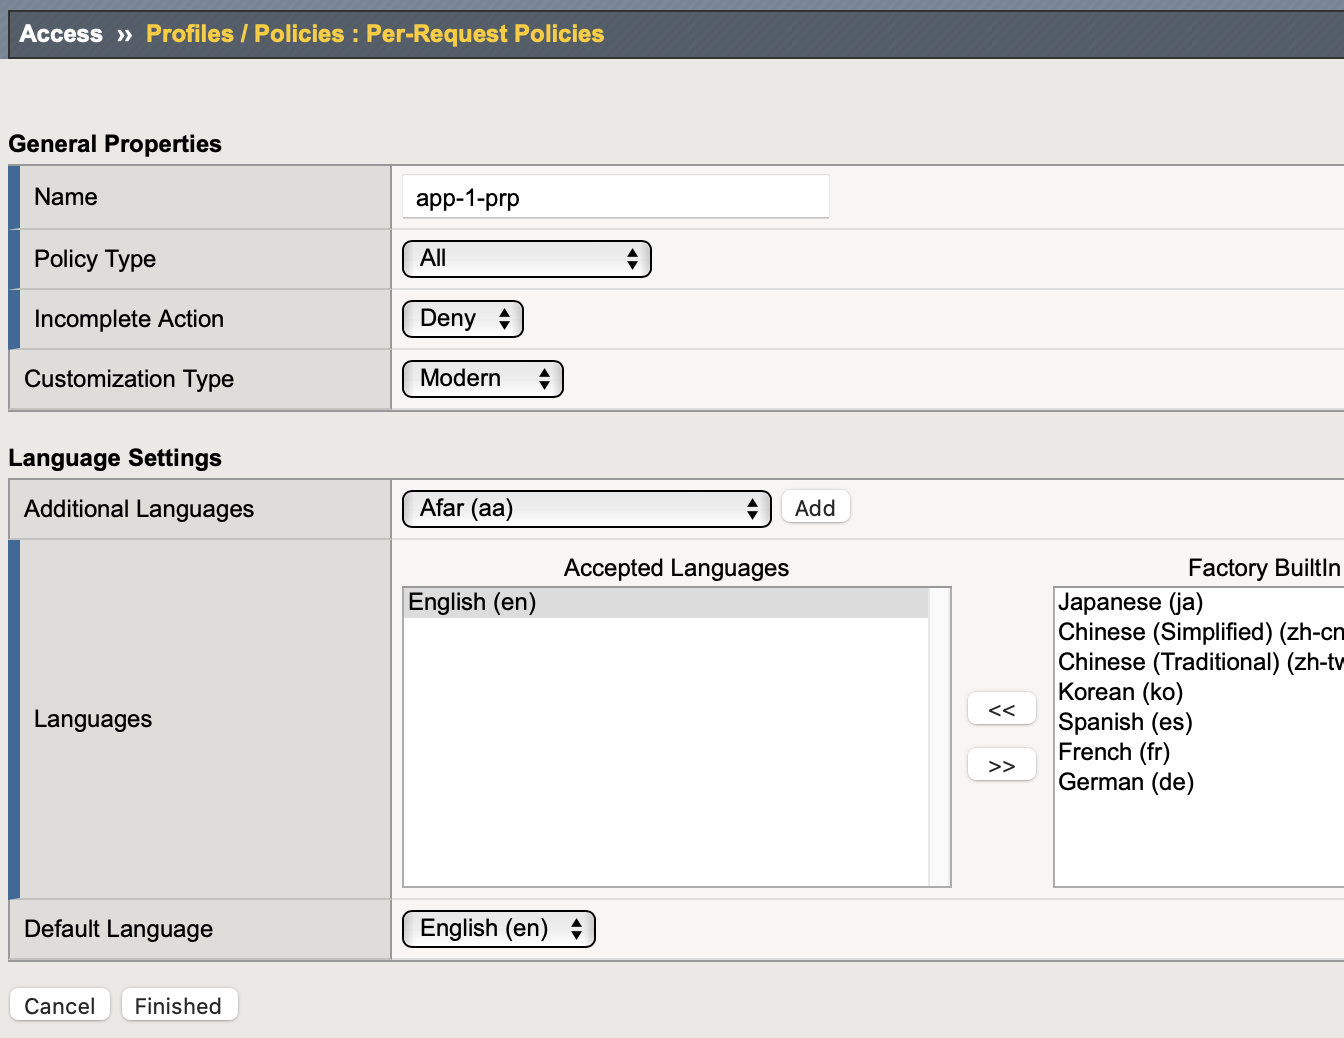 Access ›› Profiles / Policies : Per-Request Policies
General Properties
Name
app-1-prp
Policy Type
All
Incomplete Action
Deny
Customization Type
Modern
Language Settings
Additional Languages
Afar (aa)
Add
Languages
Accepted Languages
English (en)
<<
>>
Factory BuiltIn
Japanese (ja)
Chinese (Simplified) (zh-cn
Chinese (Traditional) (zh-tw
Korean (ko)
Spanish (es)
French (fr)
German (de)
Default Language
English (en)
Cancel
Finished